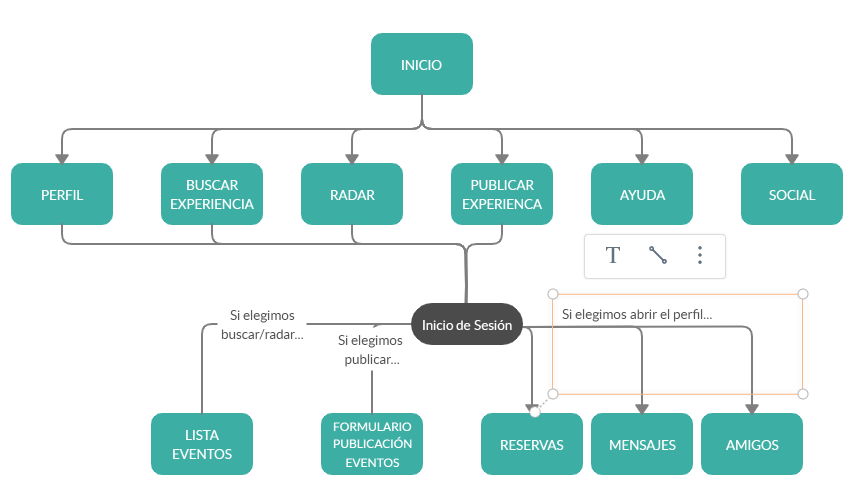 INICIO
PERFIL
BUSCAR
EXPERIENCIA
RADAR
PUBLICAR
EXPERIENCA
AYUDA
SOCIAL
T
Si elegimos
buscar/radar...
Si elegimos
publicar...
Inicio de Sesión
Si elegimos abrir el perfil...
LISTA
EVENTOS
FORMULARIO
PUBLICACIÓN
EVENTOS
RESERVAS
MENSAJES
AMIGOS